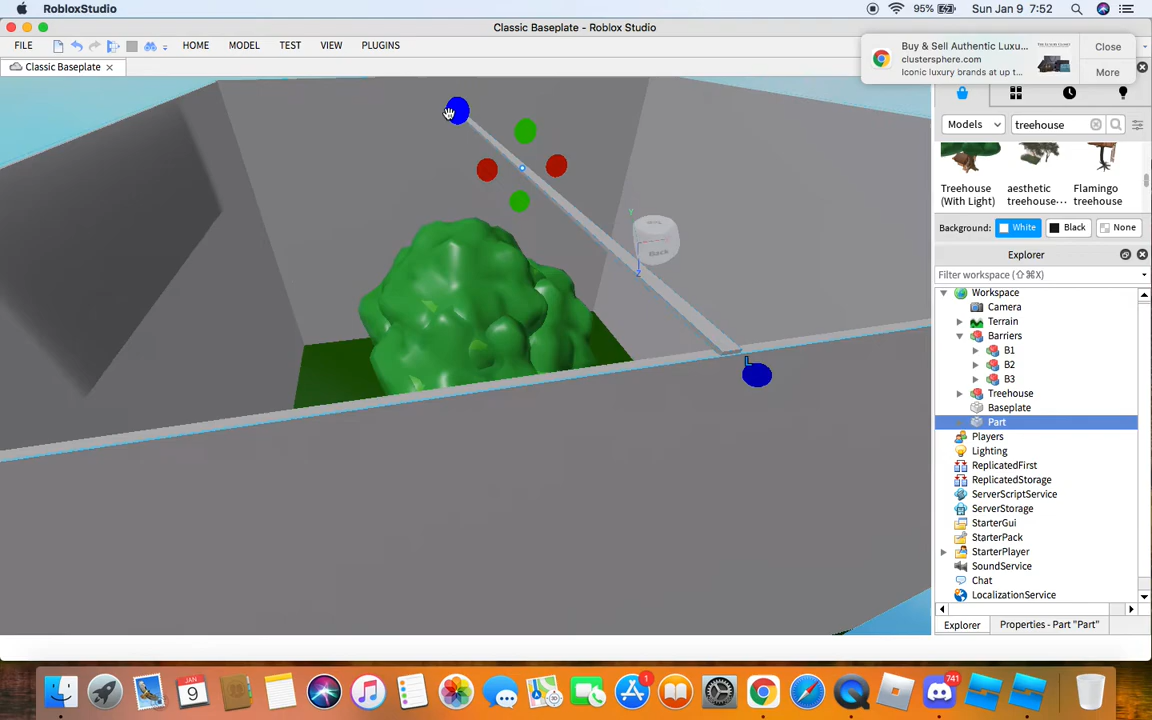 RobloxStudio
95%
Sun Jan 9 7:52
Classic Baseplate - Roblox Studio
FILE
HOME
MODEL
TEST
VIEW
PLUGINS
Buy & Sell Authentic Luxu...
clustersphere.com
Iconic luxury brands at up t...
Close
More
Classic Baseplate
Models
treehouse
Treehouse
(With Light)
aesthetic
treehouse...
Flamingo
treehouse
Background:
White
Black
None
Explorer
Filter workspace (⇧⌘X)
Workspace
Camera
Terrain
Barriers
B1
B2
B3
Treehouse
Baseplate
Part
Players
Lighting
ReplicatedFirst
ReplicatedStorage
ServerScriptService
ServerStorage
StarterGui
StarterPack
StarterPlayer
SoundService
Chat
LocalizationService
Explorer
Properties - Part "Part"
Y
Z
Back
L
JAN
9
1
741